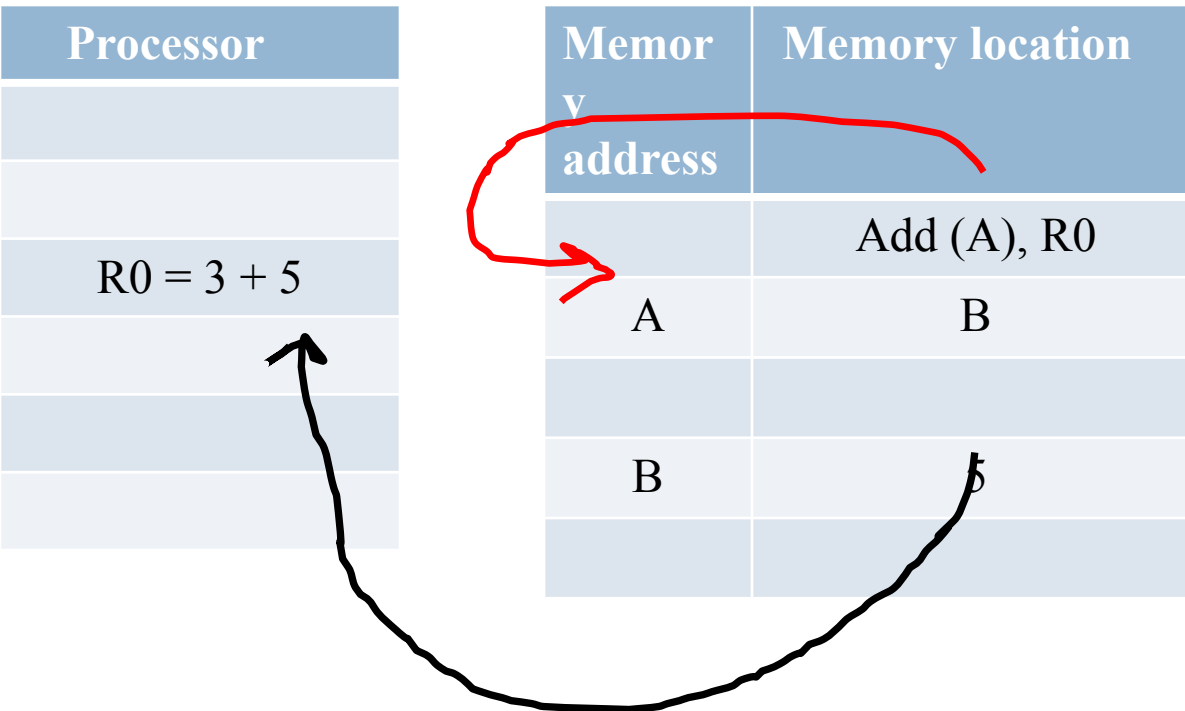 Processor
R0 = 3 + 5
Memor
y
address
Memory location
Add (A), R0
A B
B 5